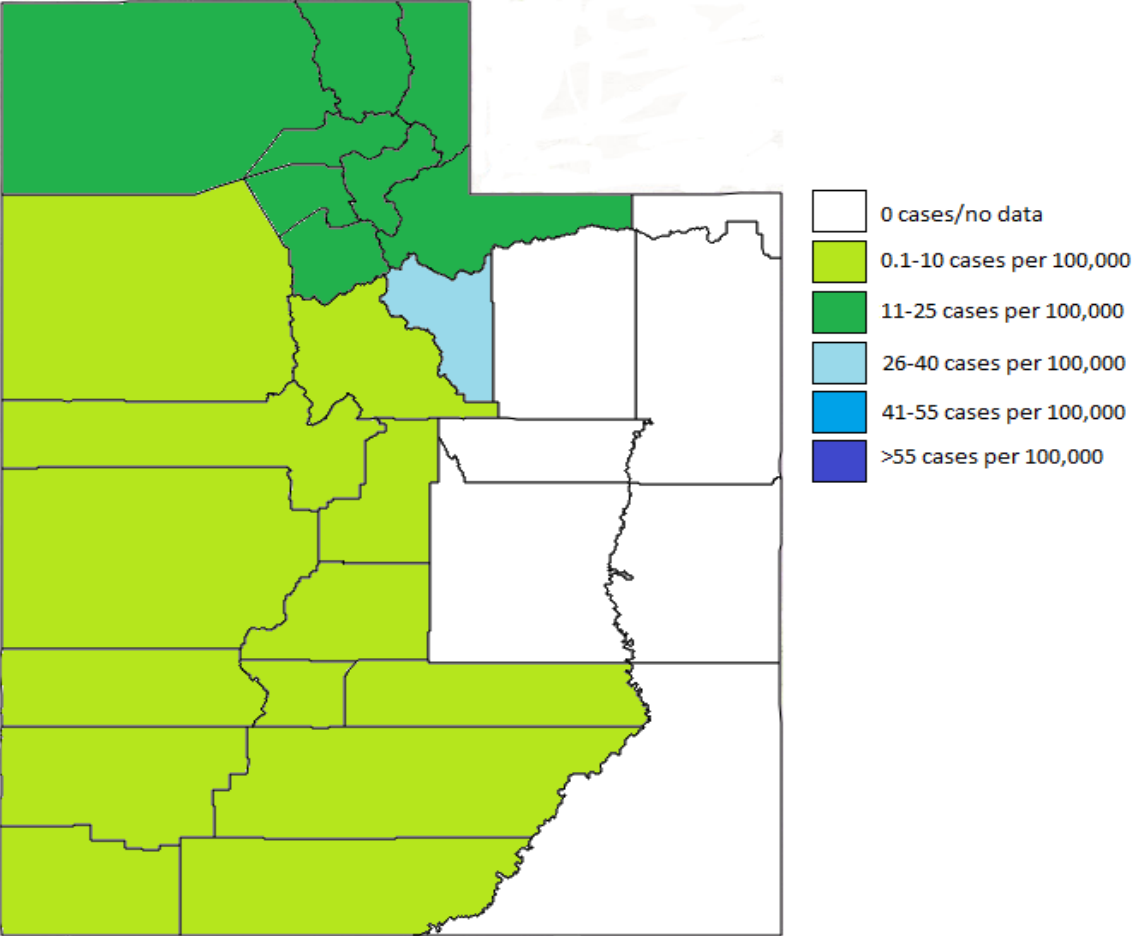 0 cases/no data
0.1-10 cases per 100,000
11-25 cases per 100,000
26-40 cases per 100,000
41-55 cases per 100,000
>55 cases per 100,000